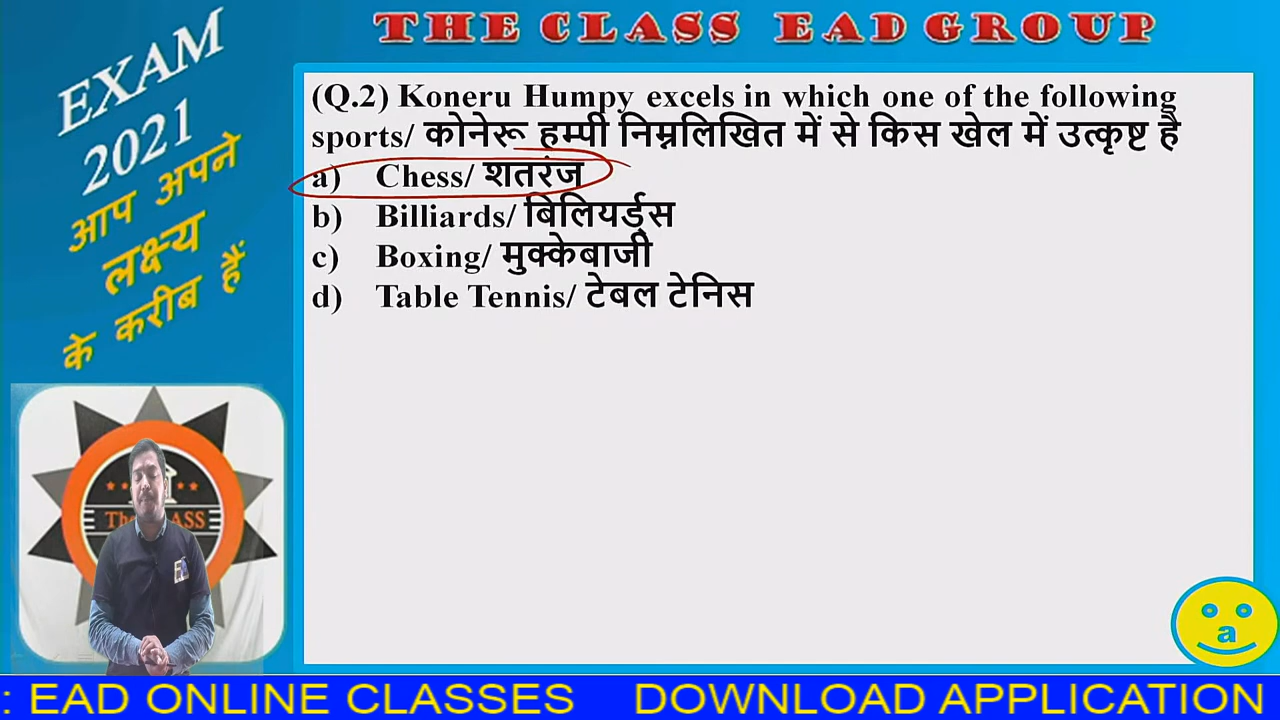 THE CLASS EAD GROUP
EXAM
2021
आप अपने
लक्ष्य
के करीब हैं
(Q.2) Koneru Humpy excels in which one of the following
sports/ कोनेरू हम्पी निम्नलिखित में से किस खेल में उत्कृष्ट है
a) Chess/ शतरंज
b) Billiards/ बिलियर्ड्स
c) Boxing/ मुक्केबाजी
d) Table Tennis/ टेबल टेनिस
a
: EAD ONLINE CLASSES DOWNLOAD APPLICATION